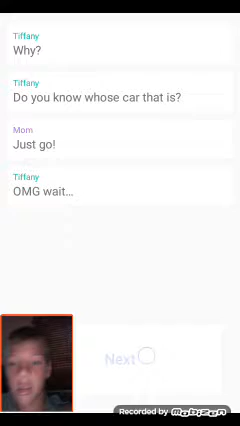 Tiffany
Why?
Tiffany
Do you know whose car that is?
Mom
Just go!
Tiffany
OMG wait...
Next
Recorded by mobizen